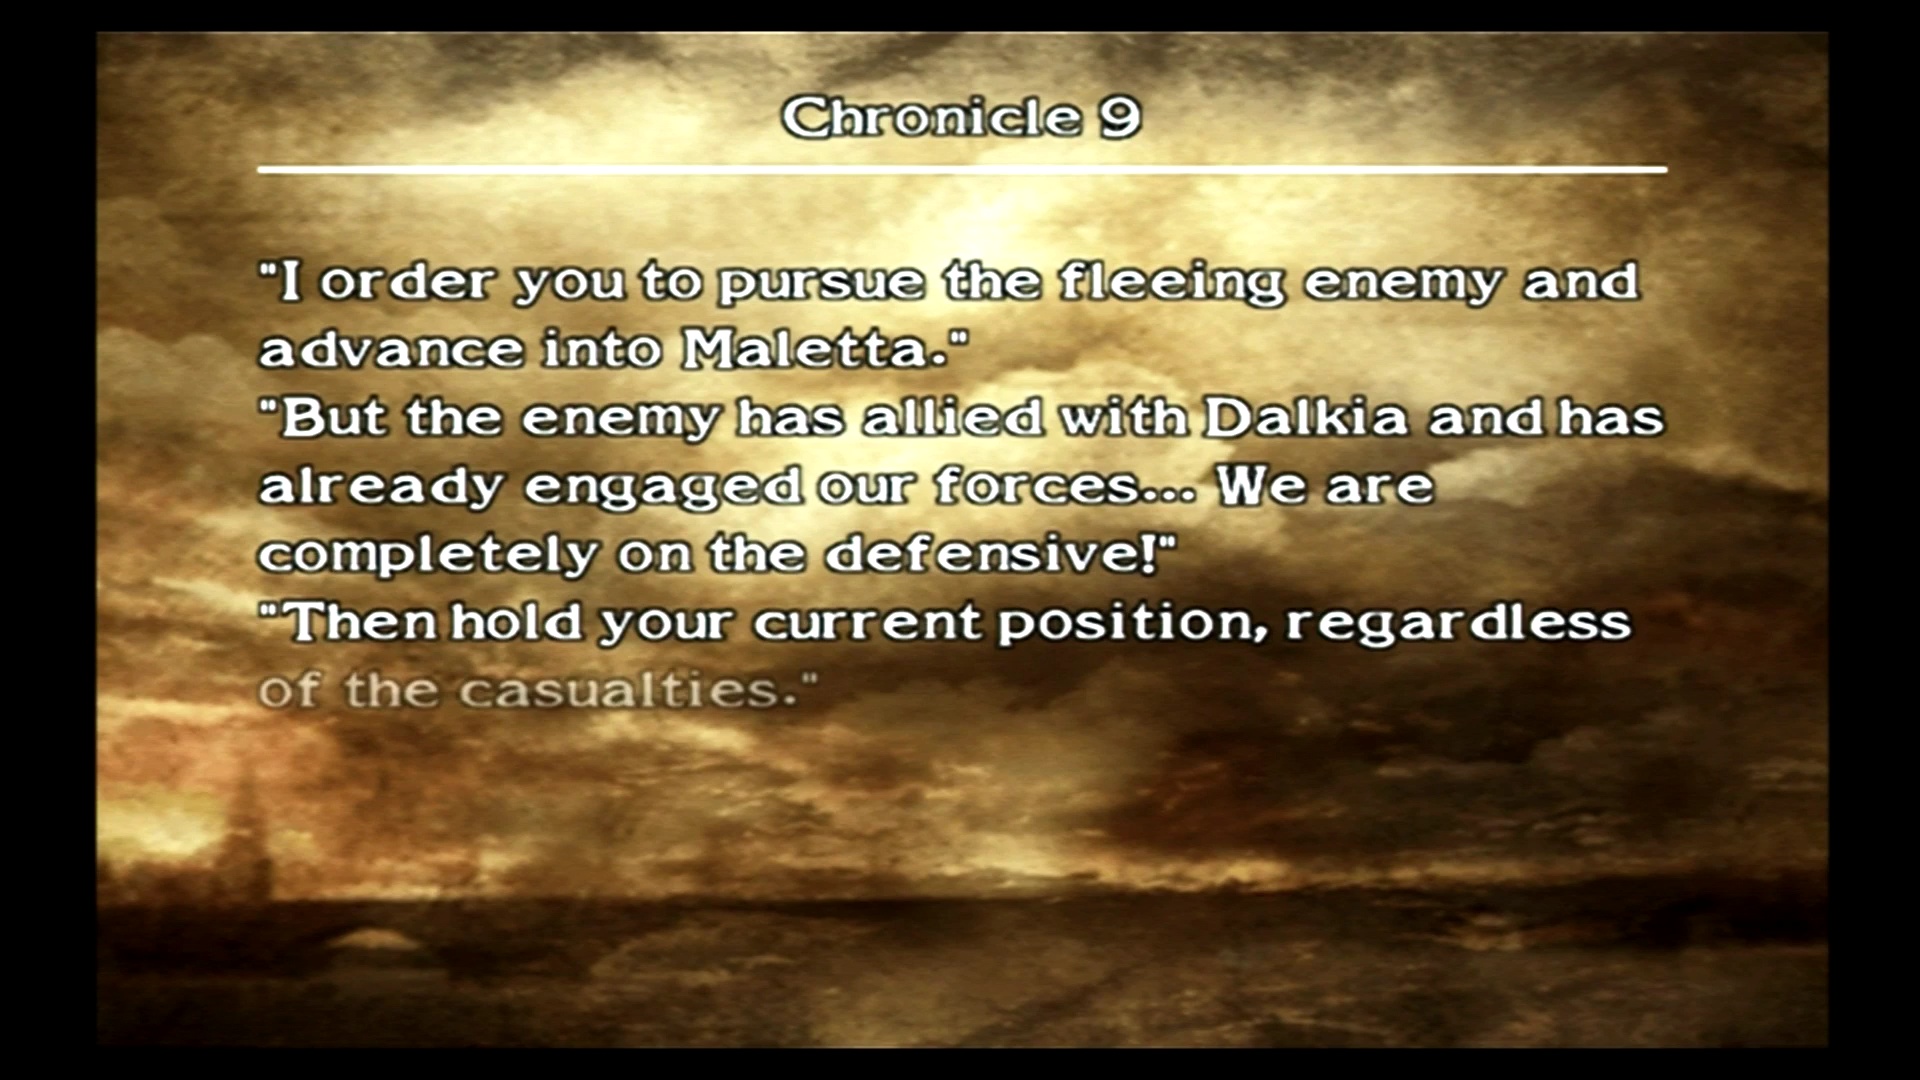 Chronicle 9
"I order you to pursue the fleeing enemy and
advance into Maletta."
"But the enemy has allied with Dalkia and has
already engaged our forces... We are
completely on the defensive!"
"Then hold your current position, regardless
of the casualties."